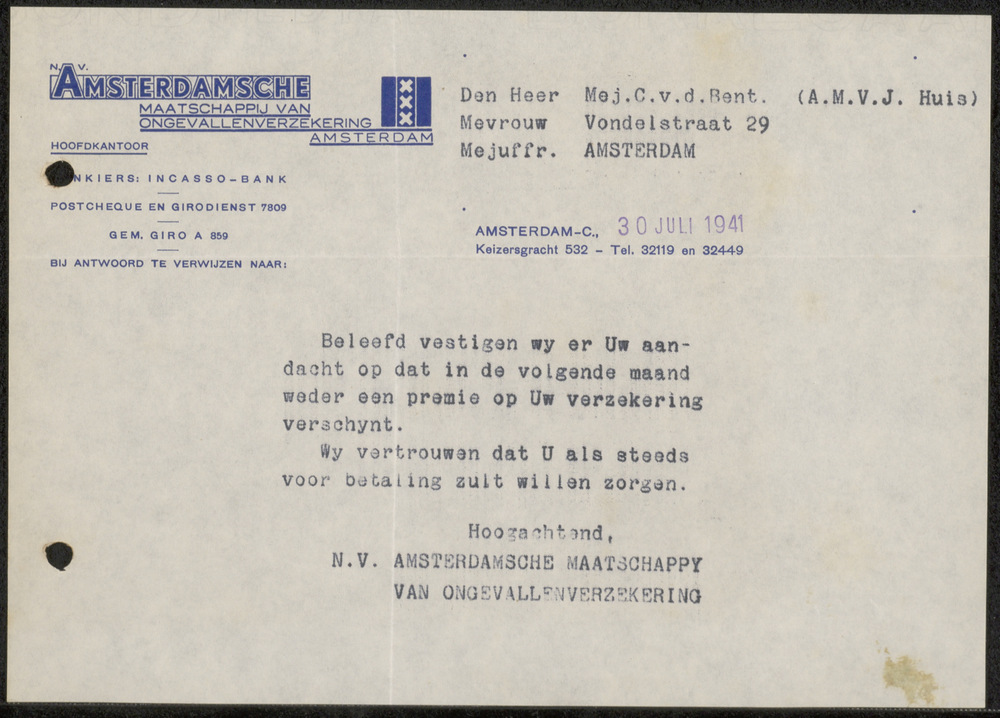 N.V.
AMSTERDAMSCHE
MAATSCHAPPIJ VAN
ONGEVALLENVERZEKERING
AMSTERDAM
HOOFDKANTOOR
NKIERS: INCASSO-BANK
POSTCHEQUE EN GIRODIENST 7809
GEM. GIRO A 859
BIJ ANTWOORD TE VERWIJZEN NAAR:
Den Heer Mej.C.v.d.Bent. (A.M.V.J. Huis)
Mevrouw Vondelstraat 29
Mejuffr. AMSTERDAM
AMSTERDAM-C., 30 JULI 1941
Keizersgracht 532 - Tel. 32119 en 32449
Beleefd vestigen wy er Uw aan-
dacht op dat in de volgende maand
weder een premie op Uw verzekering
verschynt.
Wy vertrouwen dat U als steeds
voor betaling zult willen zorgen.
Hoogachtend,
N.V. AMSTERDAMSCHE MAATSCHAPPY
VAN ONGEVALLENVERZEKERING